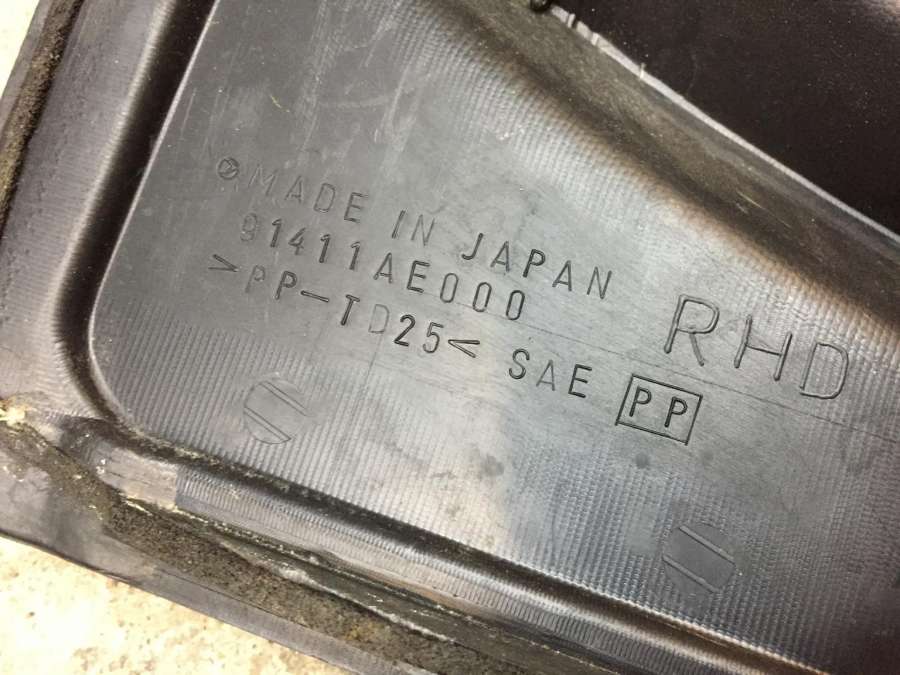 MADE IN JAPAN
91411AE000
>PP-TD25< SAE PP
RHD